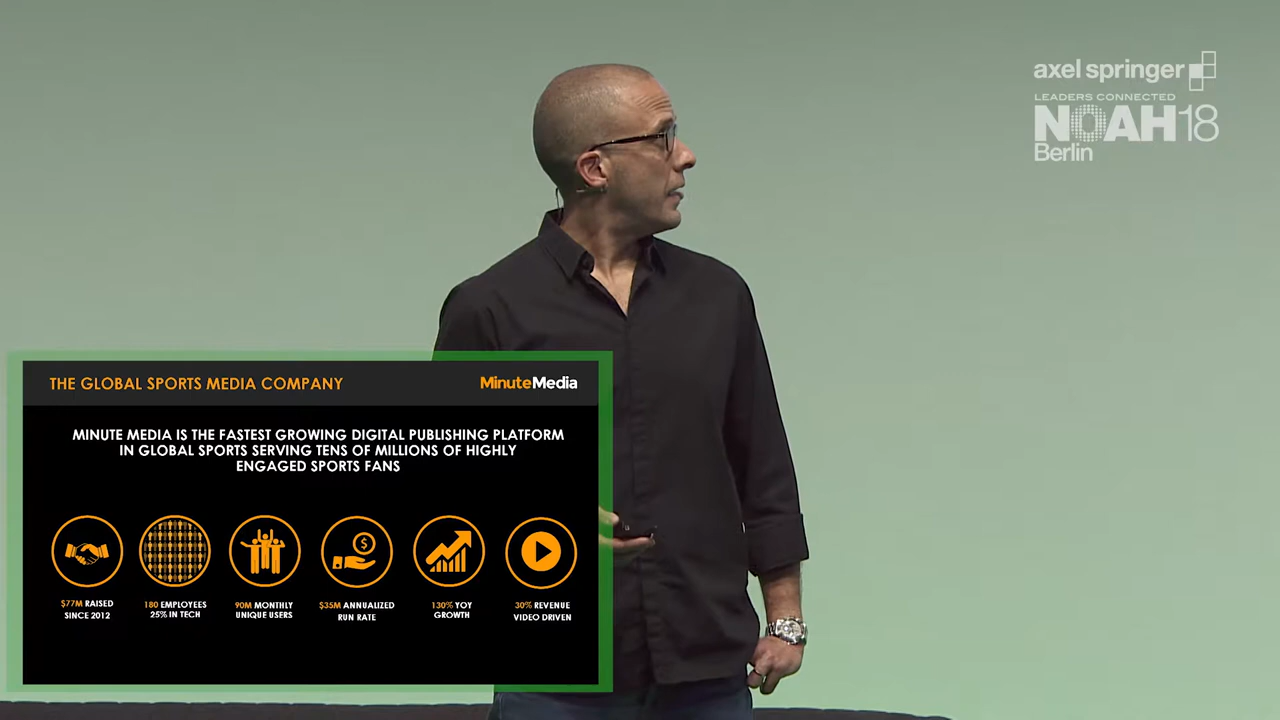 axel springer
LEADERS CONNECTED
NOAH18
Berlin
THE GLOBAL SPORTS MEDIA COMPANY
MinuteMedia
MINUTE MEDIA IS THE FASTEST GROWING DIGITAL PUBLISHING PLATFORM
IN GLOBAL SPORTS SERVING TENS OF MILLIONS OF HIGHLY
ENGAGED SPORTS FANS
$77M RAISED
SINCE 2012
180 EMPLOYEES
25% IN TECH
90M MONTHLY
UNIQUE USERS
$35M ANNUALIZED
RUN RATE
130% YOY
GROWTH
30% REVENUE
VIDEO DRIVEN